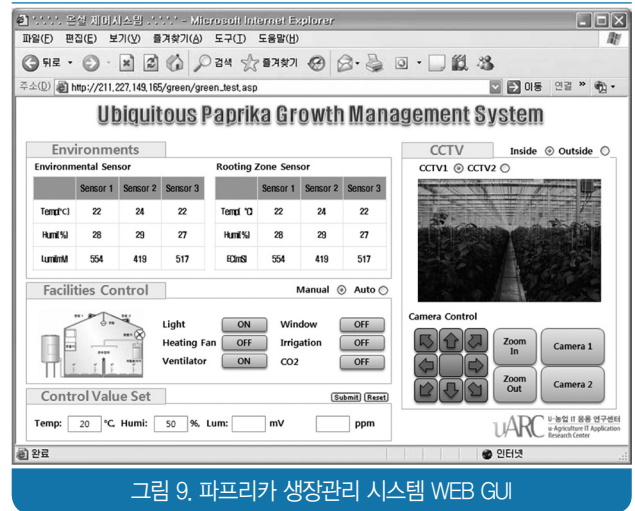 온실 제어시스템 .'.'.'.' - Microsoft Internet Explorer
파일(F) 편집(E) 보기(V) 즐겨찾기(A) 도구(T) 도움말(H)
뒤로 검색 즐겨찾기
주소(D) http://211,227,149,165/green/green_test,asp 이동 연결 »
Ubiquitous Paprika Growth Management System
Environments
Environmental Sensor
Sensor 1 Sensor 2 Sensor 3
Temp(℃) 22 24 22
Humi(%) 28 29 27
Lumi(mV) 554 419 517
Rooting Zone Sensor
Sensor 1 Sensor 2 Sensor 3
Temp( ℃) 22 24 22
Humi(%) 28 29 27
EC(mS) 554 419 517
Facilities Control
Manual Auto
Light ON Window OFF
Heating Fan OFF Irrigation OFF
Ventilator ON CO2 OFF
Control Value Set
Submit Reset
Temp: 20 ℃, Humi: 50 %, Lum: mV ppm
CCTV Inside Outside
CCTV1 CCTV2
Camera Control
Zoom In
Camera 1
Zoom Out
Camera 2
uARC
u-농업 IT 응용 연구센터
u-Agriculture IT Application
Research Center
완료 인터넷
그림 9. 파프리카 생장관리 시스템 WEB GUI